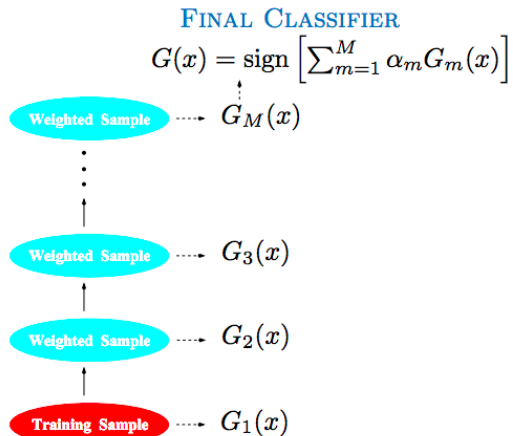 FINAL CLASSIFIER
G(x) = sign [∑_{m=1}^{M} α_m G_m(x)]
Weighted Sample G_M(x)
Weighted Sample G_3(x)
Weighted Sample G_2(x)
Training Sample G_1(x)